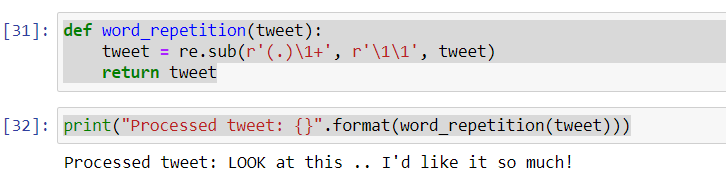 [31]: def word_repetition(tweet):
tweet = re.sub(r'(.)\1+', r'\1\1', tweet)
return tweet
[32]: print("Processed tweet: {}".format(word_repetition(tweet)))
Processed tweet: LOOK at this .. I'd like it so much!